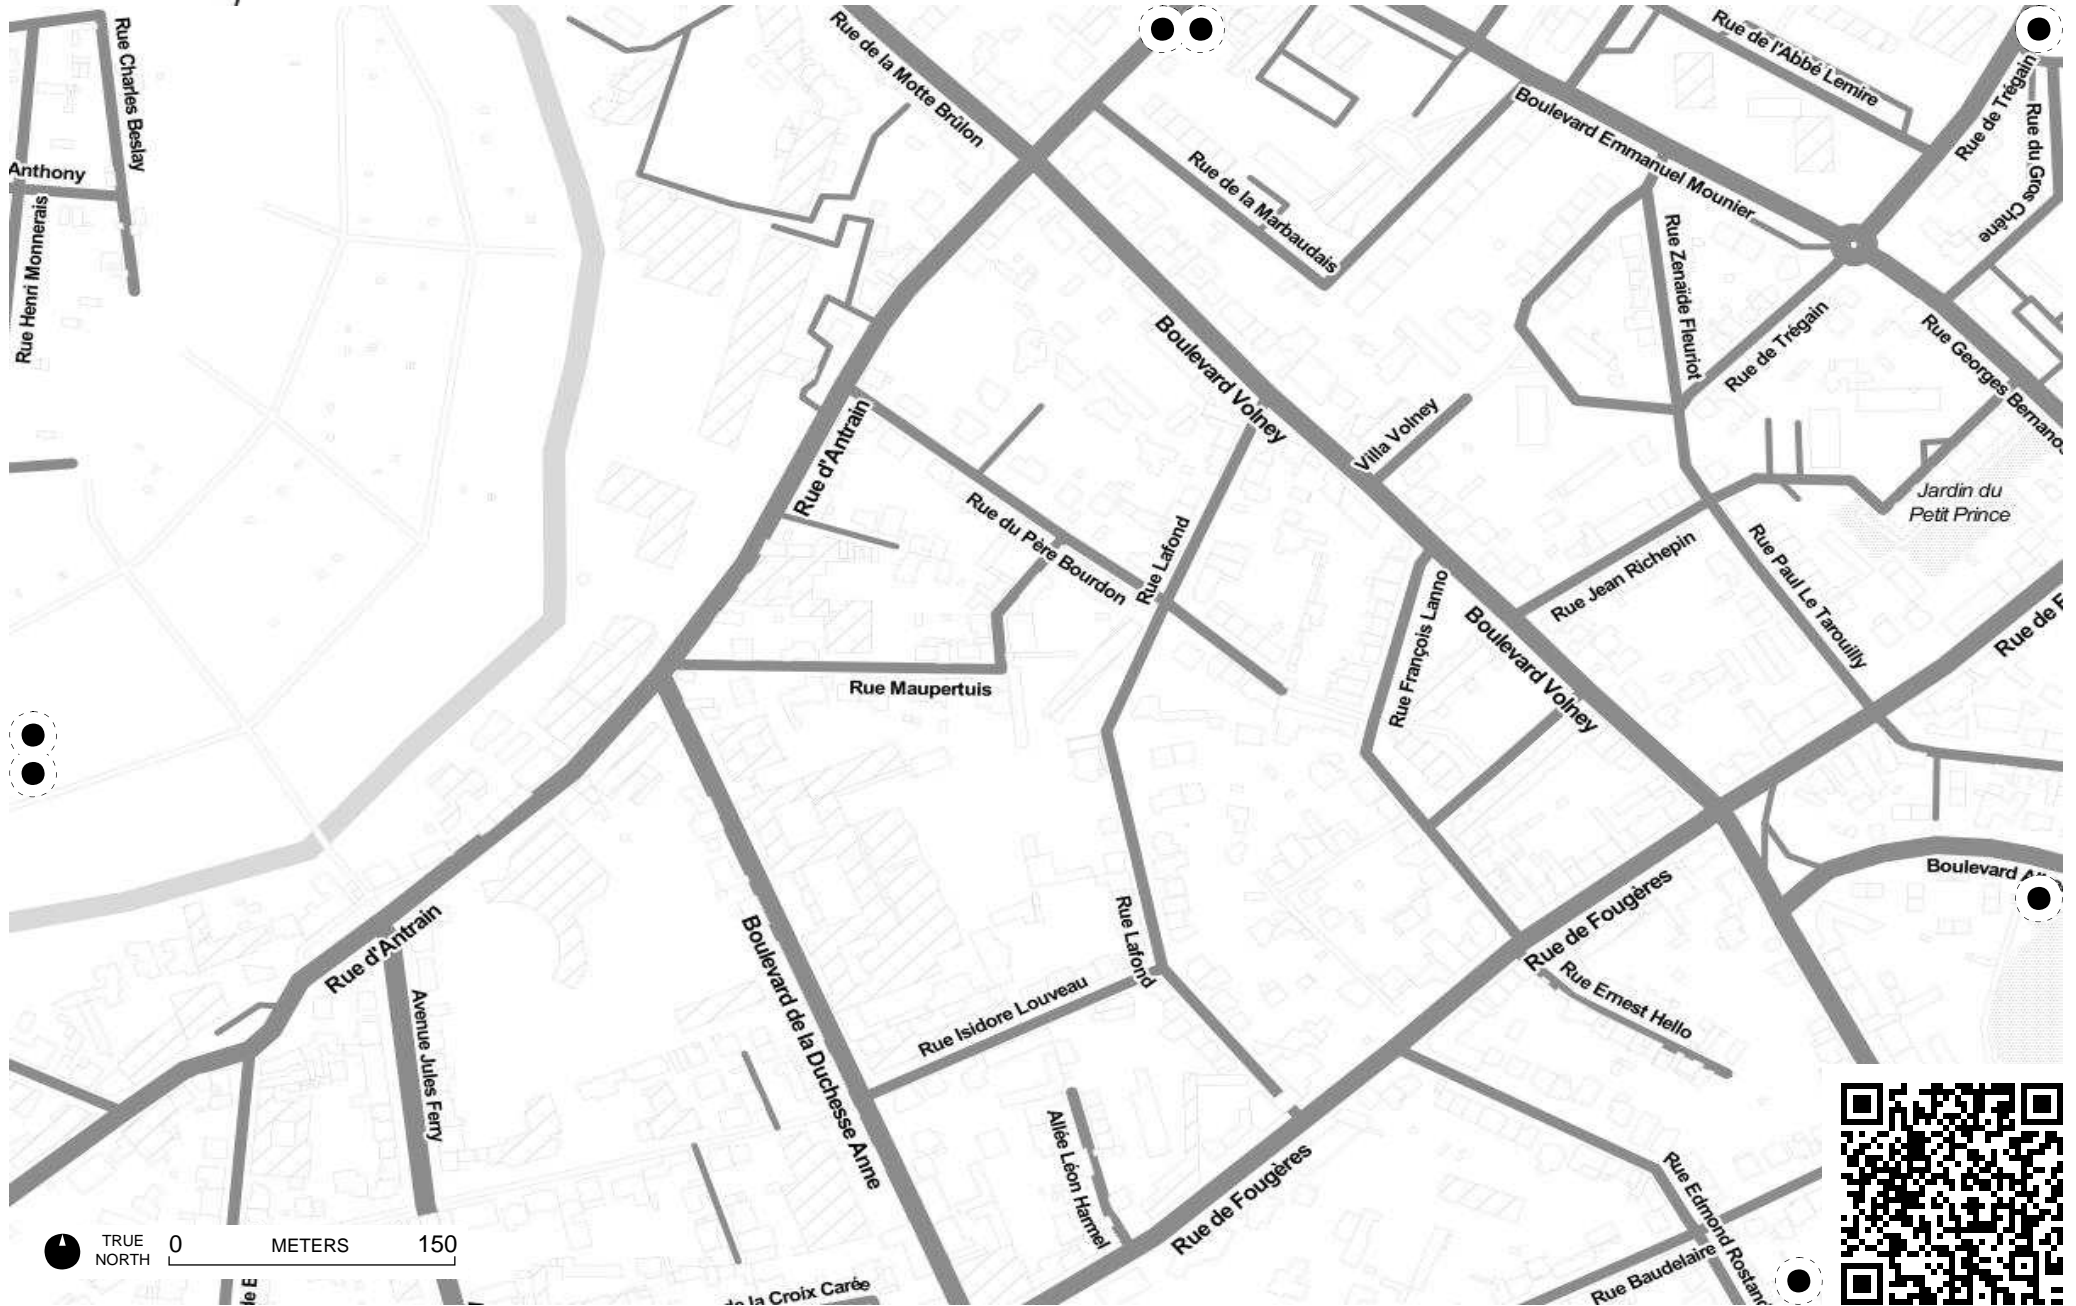 Rue Charles Beslay
Rue de la Motte Brûlon
Rue de l'Abbé Lemire
Rue de Trégain
Rue du Gros Chêne
Boulevard Emmanuel Mounier
Anthony
Rue de la Marbaudais
Rue Henri Monnerais
Rue Zenaïde Fleuriot
Rue de Trégain
Rue Georges Bernanos
Boulevard Volney
Villa Volney
Rue d'Antrain
Jardin du
Petit Prince
Rue du Père Bourdon
Rue Lafond
Rue Jean Richepin
Rue Paul Le Tarouilly
Rue François Lanno
Boulevard Volney
Rue de F
Rue Maupertuis
Boulevard
Rue de Fougères
Rue d'Antrain
Rue Lafond
Boulevard de la Duchesse Anne
Rue Isidore Louveau
Rue Ernest Hello
Avenue Jules Ferry
Allée Léon Harmel
Rue de Fougères
Rue Edmond Rostand
Rue Baudelaire
TRUE
NORTH
0 METERS 150
de la Croix Carée